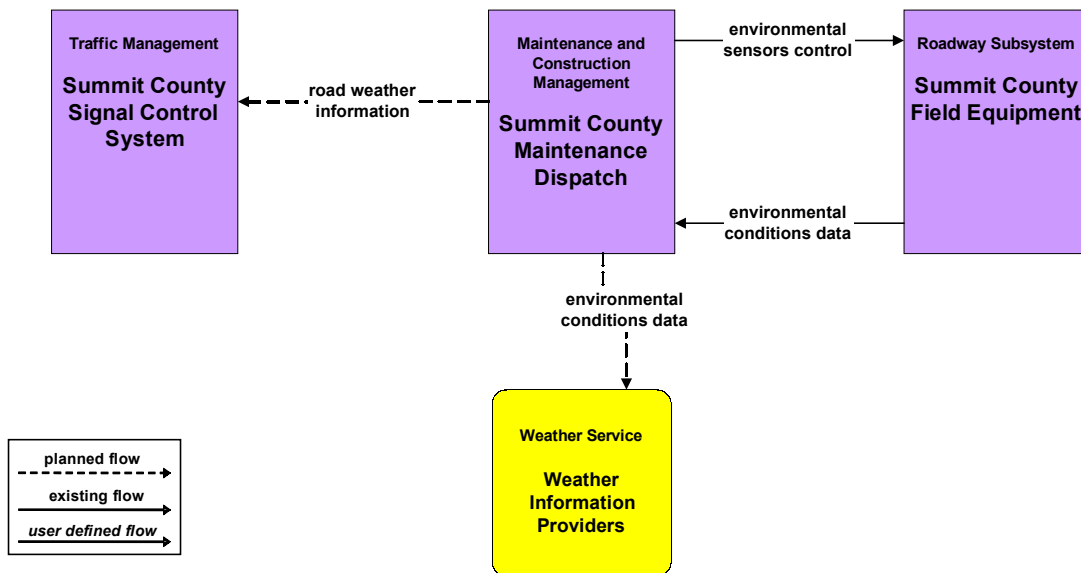 Traffic Management
Summit County
Signal Control
System
road weather
information
Maintenance and
Construction
Management
Summit County
Maintenance
Dispatch
environmental
sensors control
environmental
conditions data
Roadway Subsystem
Summit County
Field Equipment
environmental
conditions data
Weather Service
Weather
Information
Providers
planned flow
existing flow
user defined flow